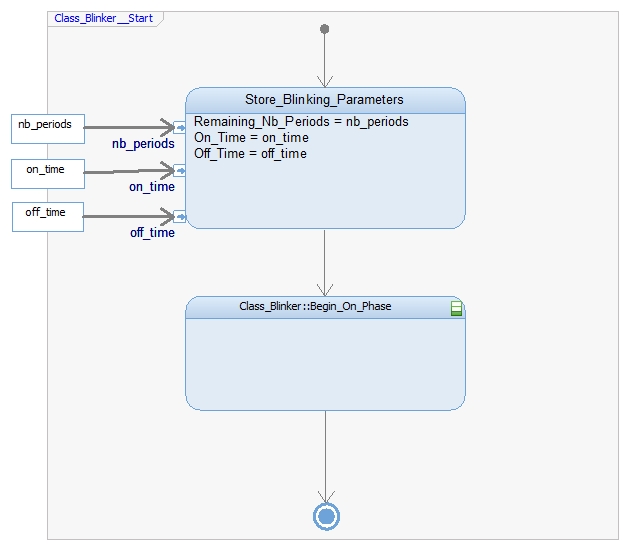 Class_Blinker__Start
Store_Blinking_Parameters
Remaining_Nb_Periods = nb_periods
On_Time = on_time
Off_Time = off_time
nb_periods
nb_periods
on_time
on_time
off_time
off_time
Class_Blinker::Begin_On_Phase